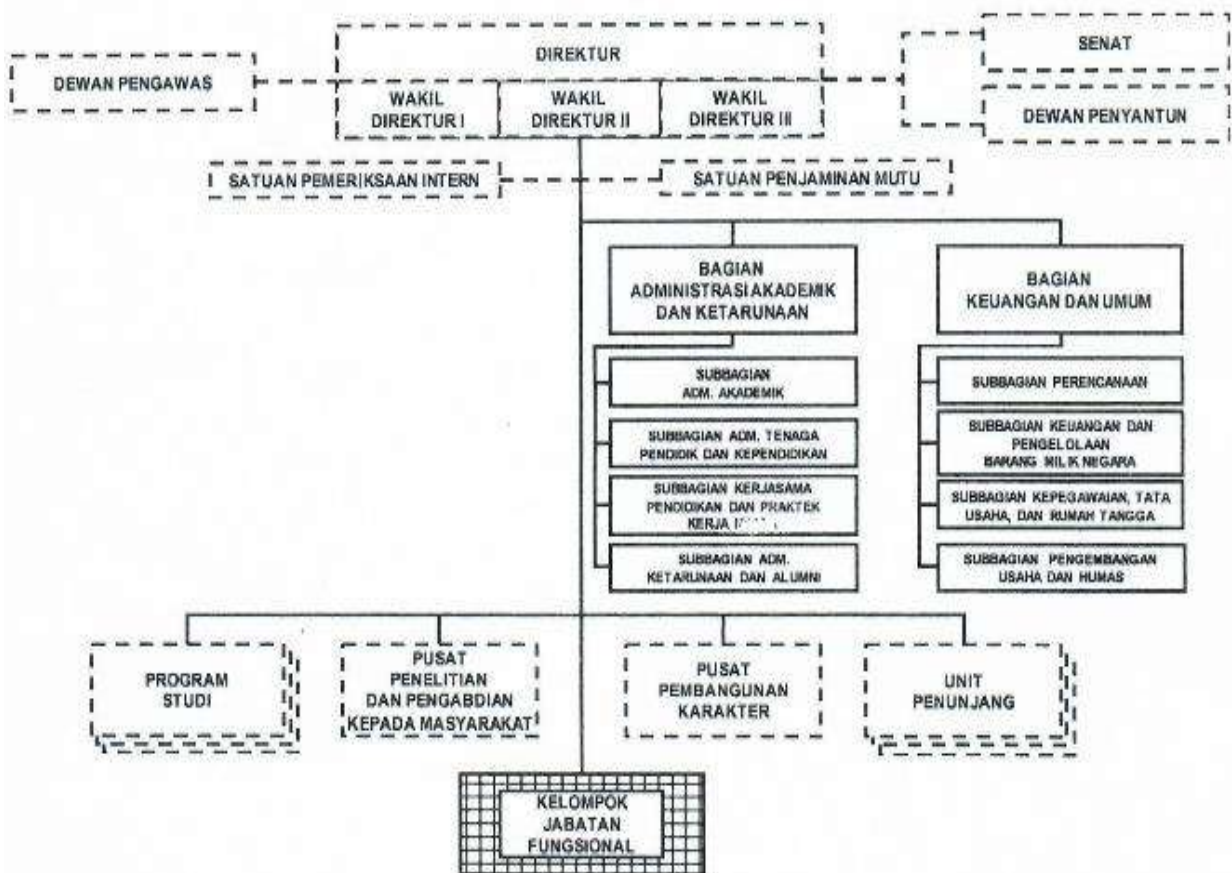 DIREKTUR
SENAT
DEWAN PENGAWAS
WAKIL
DIREKTUR I
WAKIL
DIREKTUR II
WAKIL
DIREKTUR III
DEWAN PENYANTUN
SATUAN PEMERIKSAAN INTERN
SATUAN PENJAMINAN MUTU
BAGIAN
ADMINISTRASI AKADEMIK
DAN KETARUNAAN
BAGIAN
KEUANGAN DAN UMUM
SUBBAGIAN
ADM. AKADEMIK
SUBBAGIAN ADM. TENAGA
PENDIDIK DAN KEPENDIDIKAN
SUBBAGIAN KERJASAMA
PENDIDIKAN DAN PRAKTEK
KERJA
SUBBAGIAN ADM.
KETARUNAAN DAN ALUMNI
SUBBAGIAN PERENCANAAN
SUBBAGIAN KEUANGAN DAN
PENGELOLAAN
BARANG MILIK NEGARA
SUBBAGIAN KEPEGAWAIAN, TATA
USAHA, DAN RUMAH TANGGA
SUBBAGIAN PENGEMBANGAN
USAHA DAN HUMAS
PROGRAM
STUDI
PUSAT
PENELITIAN
DAN PENGABDIAN
KEPADA MASYARAKAT
PUSAT
PEMBANGUNAN
KARAKTER
UNIT
PENUNJANG
KELOMPOK
JABATAN
FUNGSIONAL